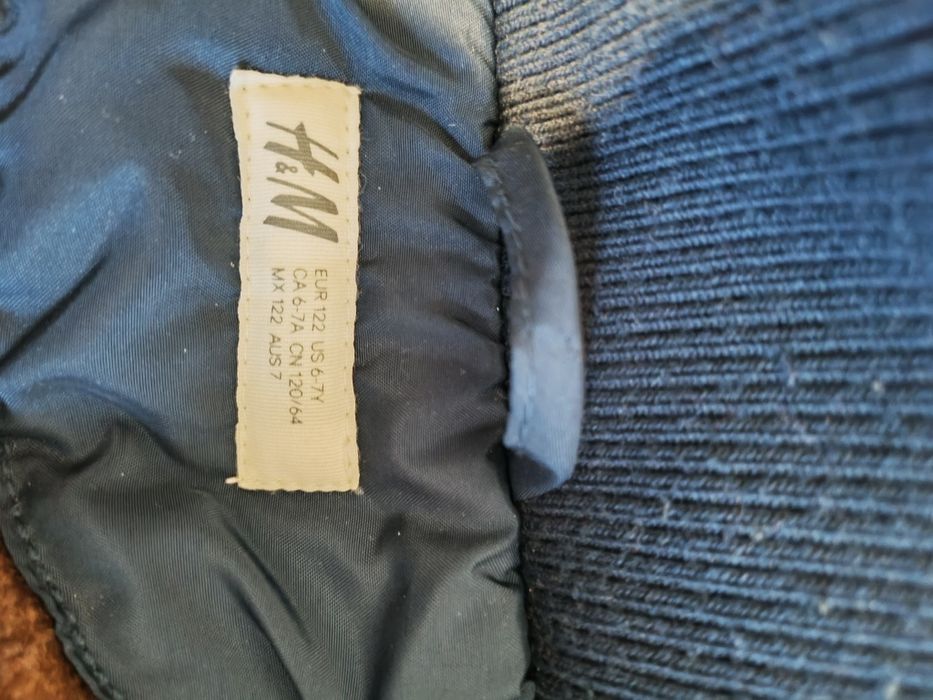 H&M
EUR 122 US 6-7Y
CA 6-7A CN 120/64
MX 122 AUS 7